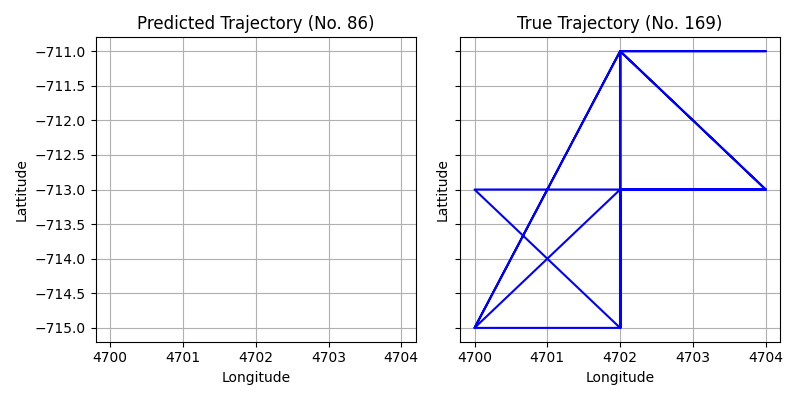 Predicted Trajectory (No. 86)
True Trajectory (No. 169)
−711.0
−711.5
−712.0
−712.5
−713.0
−713.5
−714.0
−714.5
−715.0
Lattitude
Lattitude
4700 4701 4702 4703 4704
4700 4701 4702 4703 4704
Longitude
Longitude